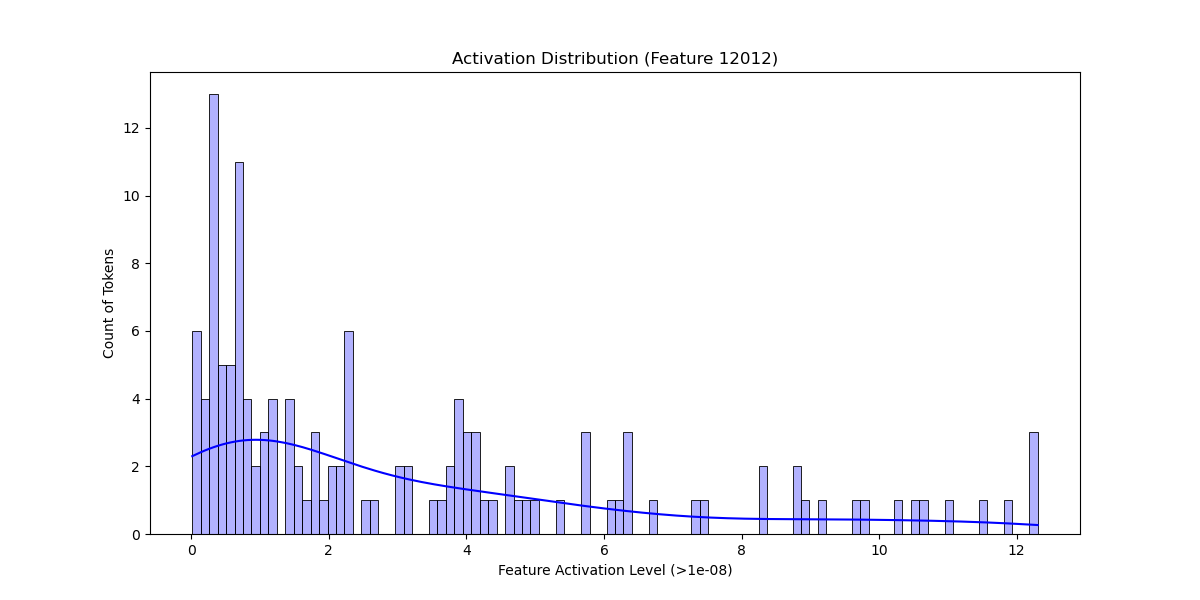 Activation Distribution (Feature 12012)
Count of Tokens
12
10
8
6
4
2
0
0 2 4 6 8 10 12
Feature Activation Level (>1e-08)